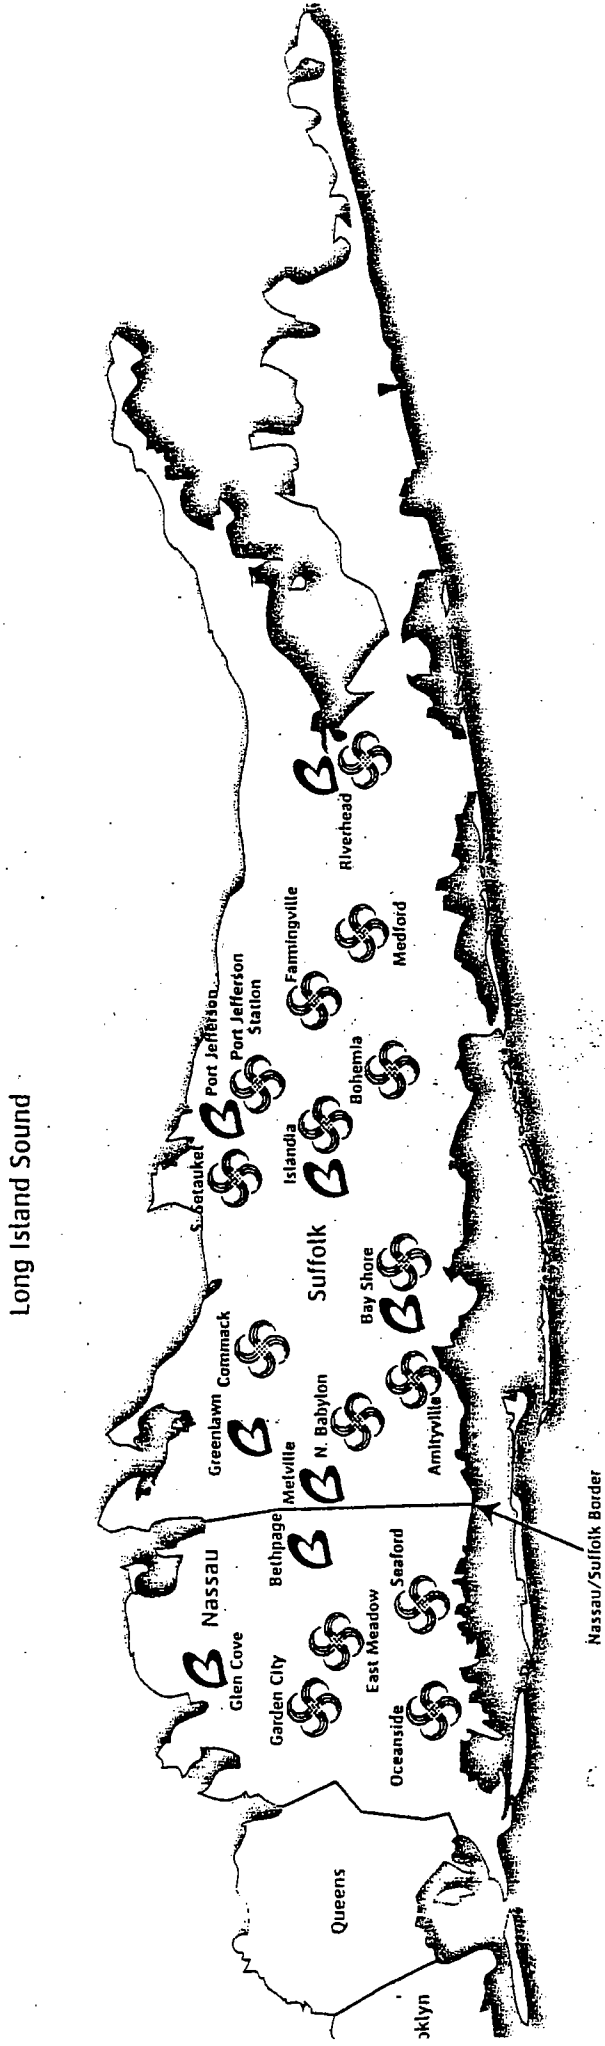 Long Island Sound
Port Jefferson
Port Jefferson
Station
S. Setauket
Farmingville
Medford
Riverhead
Islandia
Bohemia
Suffolk
Commack
Greenlawn
Bay Shore
Melville
N. Babylon
Amityville
Nassau
Bethpage
Glen Cove
Garden City
East Meadow
Seaford
Oceanside
Queens
oklyn
Nassau/Suffolk Border